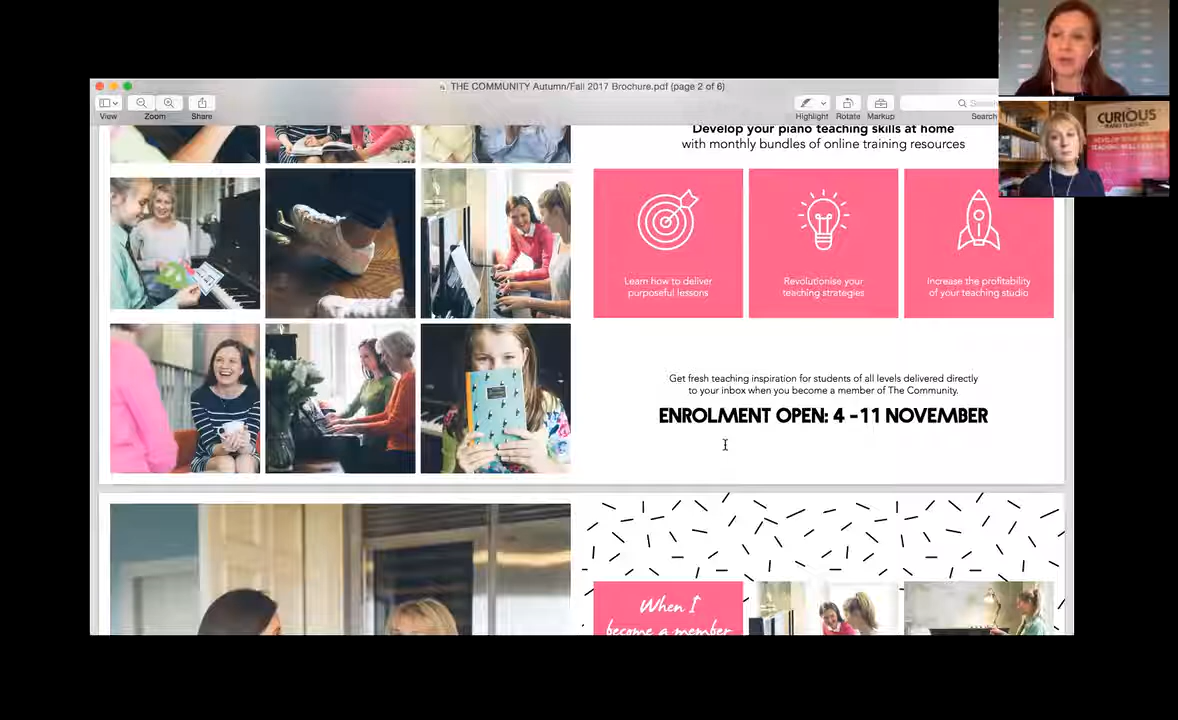 THE COMMUNITY Autumn/Fall 2017 Brochure.pdf (page 2 of 6)
View
Zoom
Share
Highlight
Rotate
Markup
Search
Develop your piano teaching skills at home
with monthly bundles of online training resources
Learn how to deliver
purposeful lessons
Revolutionise your
teaching strategies
Increase the profitability
of your teaching studio
Get fresh teaching inspiration for students of all levels delivered directly
to your inbox when you become a member of The Community.
ENROLMENT OPEN: 4 -11 NOVEMBER
When I
become a member
CURIOUS
PIANO TEACHERS